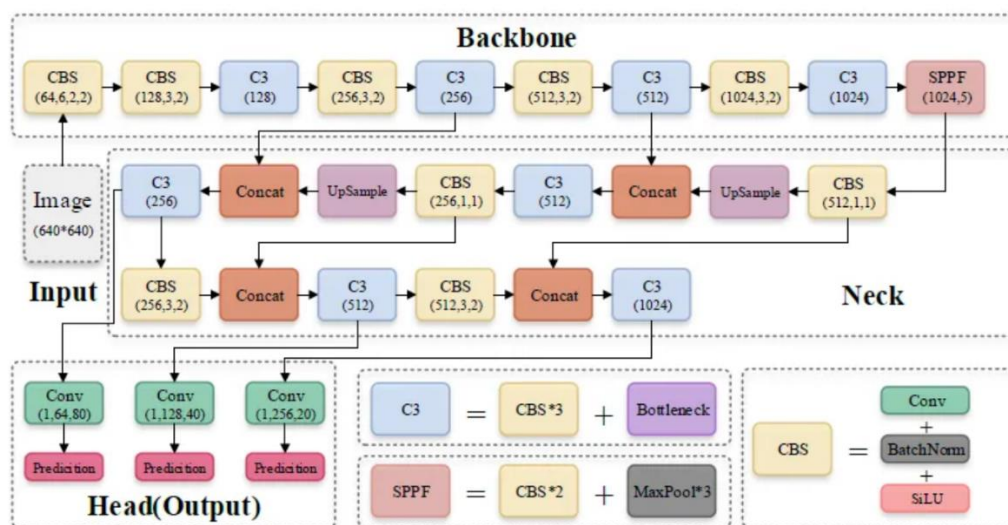 Backbone
CBS
(64,6,2,2)
CBS
(128,3,2)
C3
(128)
CBS
(256,3,2)
C3
(256)
CBS
(512,3,2)
C3
(512)
CBS
(1024,3,2)
C3
(1024)
SPPF
(1024,5)
Image
(640*640)
Input
C3
(256)
Concat
UpSample
CBS
(256,1,1)
C3
(512)
Concat
UpSample
CBS
(512,1,1)
CBS
(256,3,2)
Concat
C3
(512)
CBS
(512,3,2)
Concat
C3
(1024)
Neck
Conv
(1,64,80)
Conv
(1,128,40)
Conv
(1,256,20)
Predicition
Predicition
Predicition
Head(Output)
C3
=
CBS*3
+
Bottleneck
SPPF
=
CBS*2
+
MaxPool*3
CBS
=
Conv
+
BatchNorm
+
SiLU